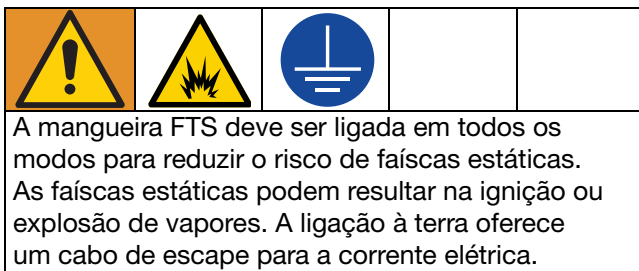 A mangueira FTS deve ser ligada em todos os
modos para reduzir o risco de faíscas estáticas.
As faíscas estáticas podem resultar na ignição ou
explosão de vapores. A ligação à terra oferece
um cabo de escape para a corrente elétrica.